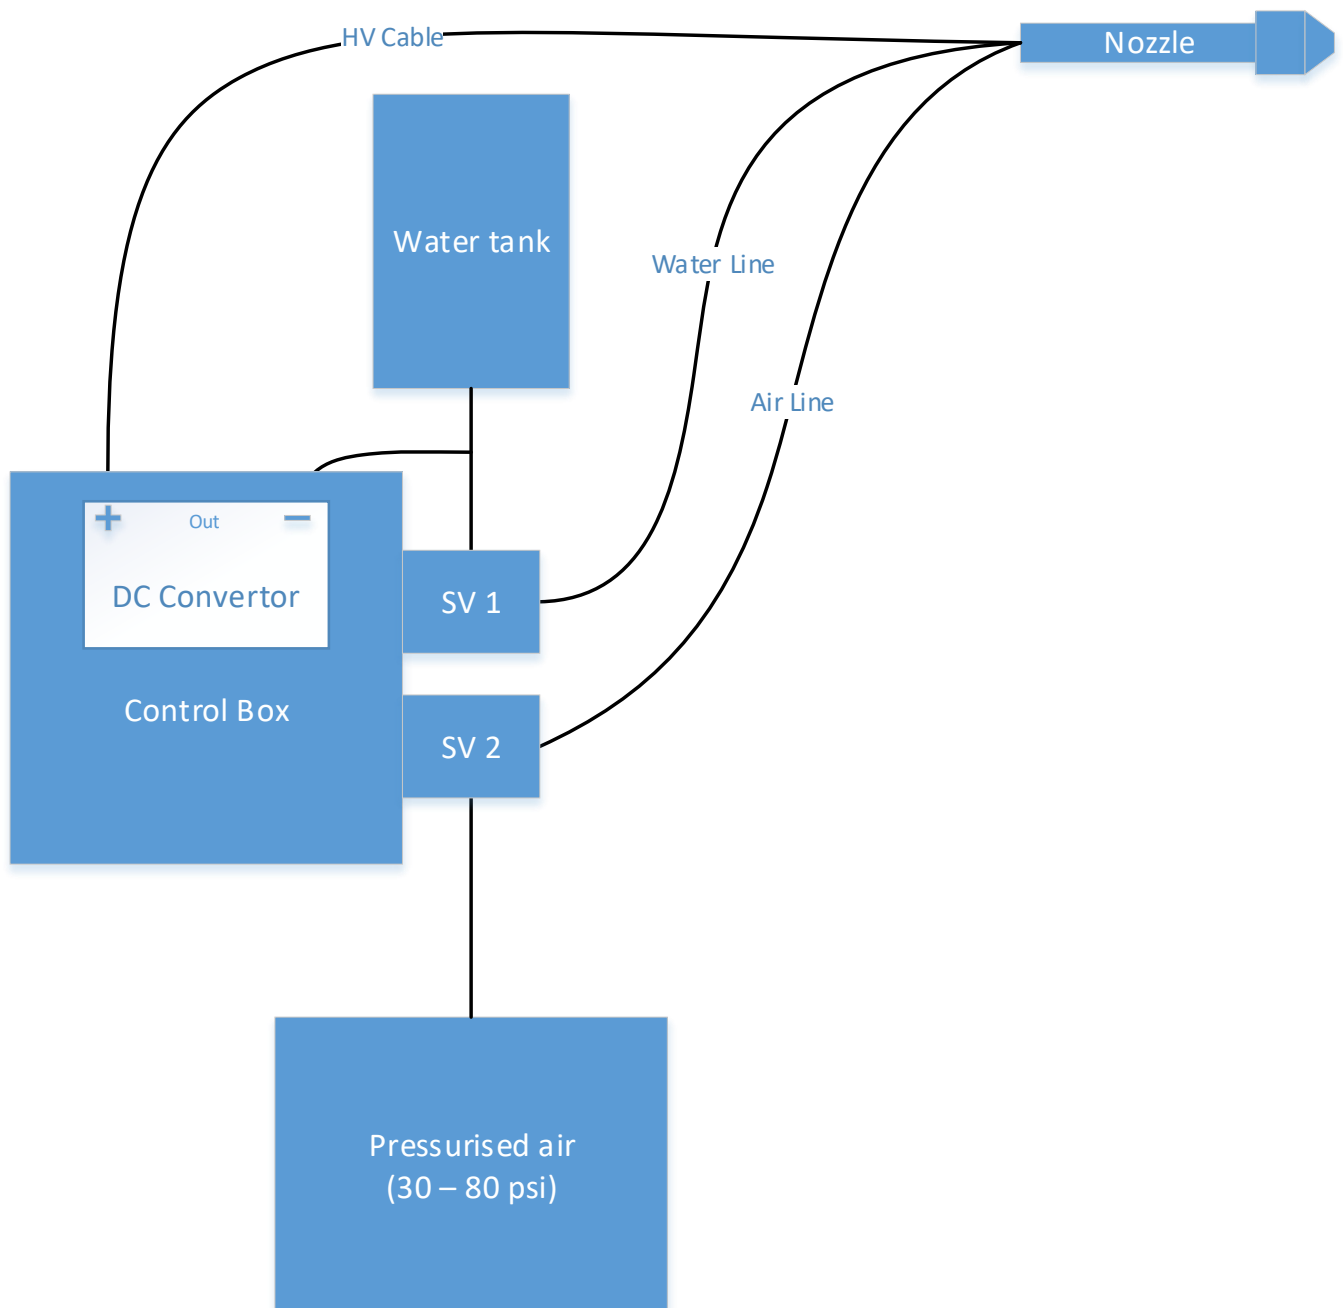 HV Cable
Nozzle
Water tank
Water Line
Air Line
+ Out −
DC Convertor
SV 1
Control Box
SV 2
Pressurised air
(30 – 80 psi)